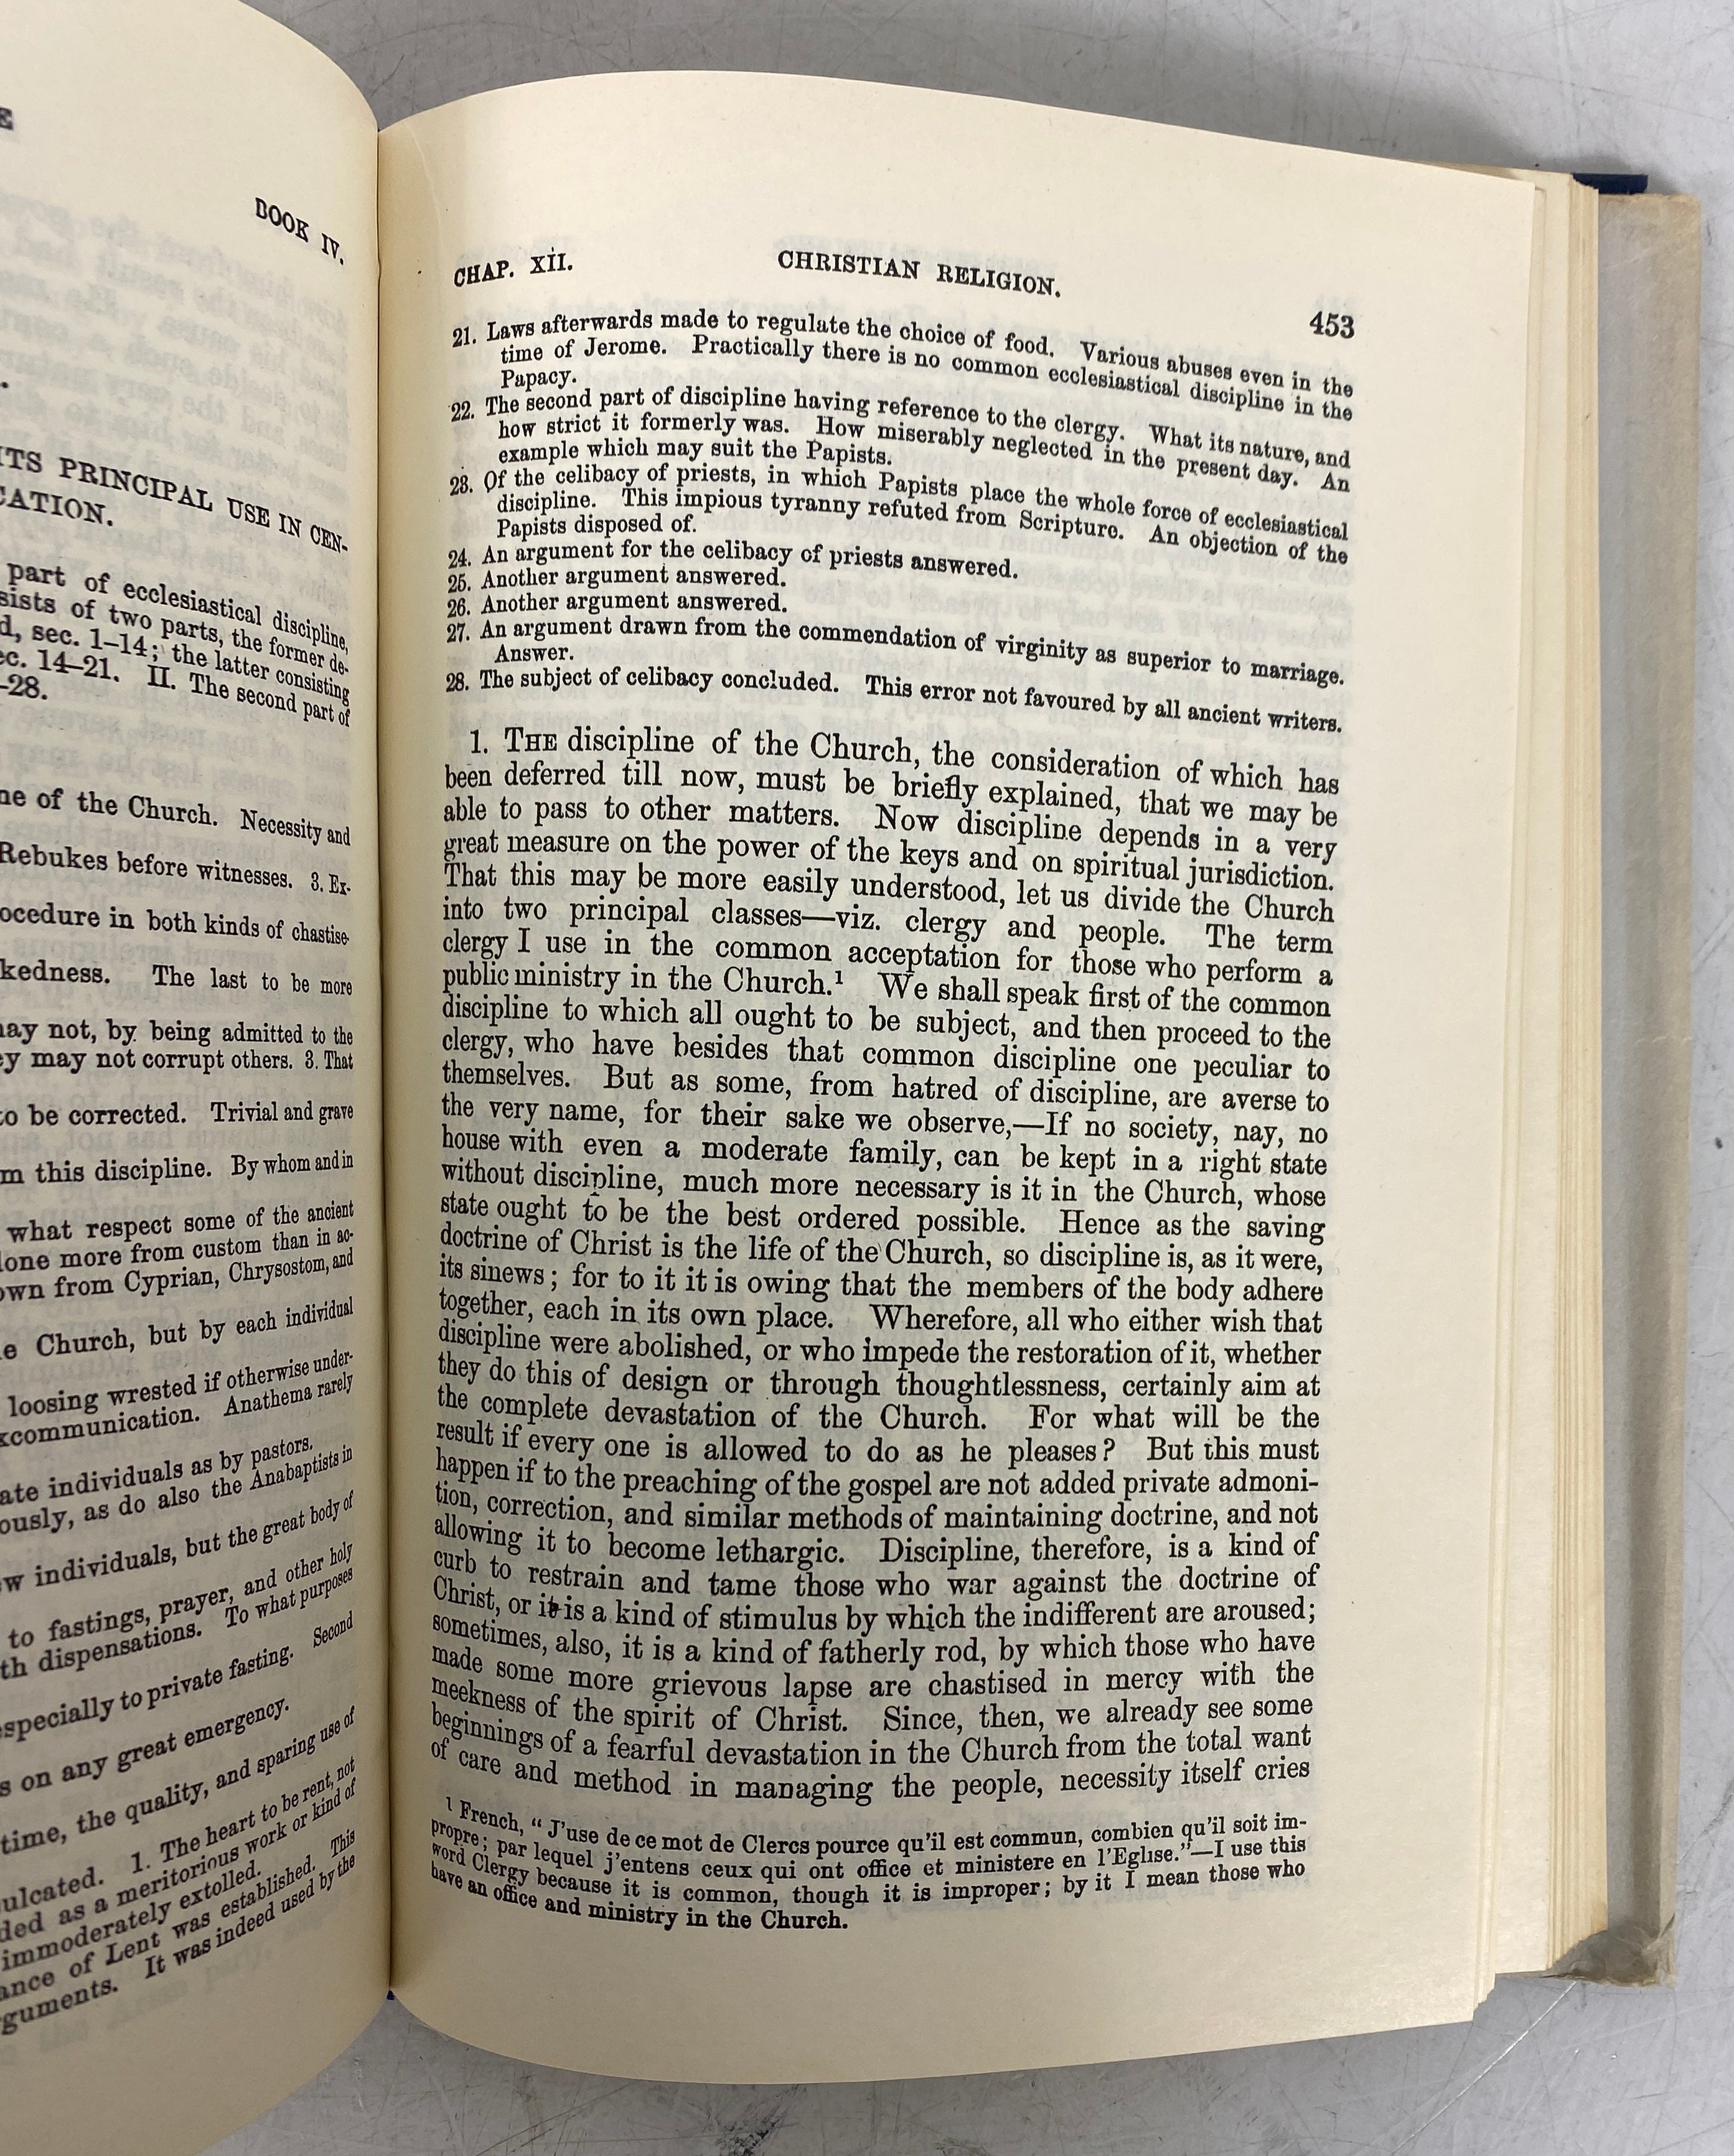 E
BOOK IV.
.
ITS PRINCIPAL USE IN CEN-
CATION.
part of ecclesiastical discipline,
sists of two parts, the former de-
d, sec. 1–14; the latter consisting
ec. 14–21. II. The second part of
–28.
ne of the Church. Necessity and
Rebukes before witnesses. 3. Ex-
ocedure in both kinds of chastise-
kedness. The last to be more
may not, by being admitted to the
ey may not corrupt others. 3. That
to be corrected. Trivial and grave
m this discipline. By whom and in
what respect some of the ancient
lone more from custom than in ac-
own from Cyprian, Chrysostom, and
e Church, but by each individual
loosing wrested if otherwise under-
xcommunication. Anathema rarely
ate individuals as by pastors.
ously, as do also the Anabaptists in
w individuals, but the great body of
to fastings, prayer, and other holy
th dispensations. To what purposes
especially to private fasting. Second
s on any great emergency.
time, the quality, and sparing use of
ulcated. 1. The heart to be rent, not
ded as a meritorious work or kind of
immoderately extolled.
ance of Lent was established. This
guments. It was indeed used by the
CHAP. XII. CHRISTIAN RELIGION. 453
21. Laws afterwards made to regulate the choice of food. Various abuses even in the
time of Jerome. Practically there is no common ecclesiastical discipline in the
Papacy.
22. The second part of discipline having reference to the clergy. What its nature, and
how strict it formerly was. How miserably neglected in the present day. An
example which may suit the Papists.
23. Of the celibacy of priests, in which Papists place the whole force of ecclesiastical
discipline. This impious tyranny refuted from Scripture. An objection of the
Papists disposed of.
24. An argument for the celibacy of priests answered.
25. Another argument answered.
26. Another argument answered.
27. An argument drawn from the commendation of virginity as superior to marriage.
Answer.
28. The subject of celibacy concluded. This error not favoured by all ancient writers.
1. THE discipline of the Church, the consideration of which has
been deferred till now, must be briefly explained, that we may be
able to pass to other matters. Now discipline depends in a very
great measure on the power of the keys and on spiritual jurisdiction.
That this may be more easily understood, let us divide the Church
into two principal classes—viz. clergy and people. The term
clergy I use in the common acceptation for those who perform a
public ministry in the Church.¹ We shall speak first of the common
discipline to which all ought to be subject, and then proceed to the
clergy, who have besides that common discipline one peculiar to
themselves. But as some, from hatred of discipline, are averse to
the very name, for their sake we observe,—If no society, nay, no
house with even a moderate family, can be kept in a right state
without discipline, much more necessary is it in the Church, whose
state ought to be the best ordered possible. Hence as the saving
doctrine of Christ is the life of the Church, so discipline is, as it were,
its sinews; for to it it is owing that the members of the body adhere
together, each in its own place. Wherefore, all who either wish that
discipline were abolished, or who impede the restoration of it, whether
they do this of design or through thoughtlessness, certainly aim at
the complete devastation of the Church. For what will be the
result if every one is allowed to do as he pleases? But this must
happen if to the preaching of the gospel are not added private admoni-
tion, correction, and similar methods of maintaining doctrine, and not
allowing it to become lethargic. Discipline, therefore, is a kind of
curb to restrain and tame those who war against the doctrine of
Christ, or it is a kind of stimulus by which the indifferent are aroused;
sometimes, also, it is a kind of fatherly rod, by which those who have
made some more grievous lapse are chastised in mercy with the
meekness of the spirit of Christ. Since, then, we already see some
beginnings of a fearful devastation in the Church from the total want
of care and method in managing the people, necessity itself cries
¹ French, “ J'use de ce mot de Clercs pource qu'il est commun, combien qu'il soit im-
propre; par lequel j'entens ceux qui ont office et ministere en l'Eglise.”—I use this
word Clergy because it is common, though it is improper; by it I mean those who
have an office and ministry in the Church.